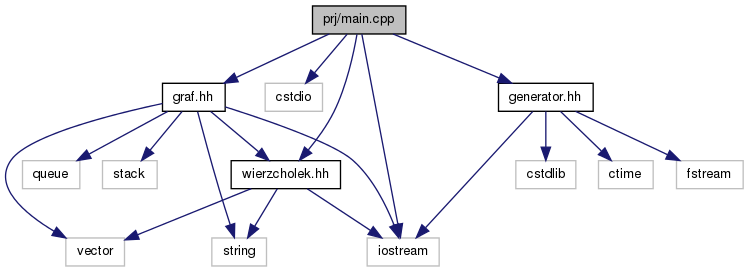 prj/main.cpp
graf.hh
cstdio
generator.hh
queue
stack
wierzcholek.hh
cstdlib
ctime
fstream
vector
string
iostream